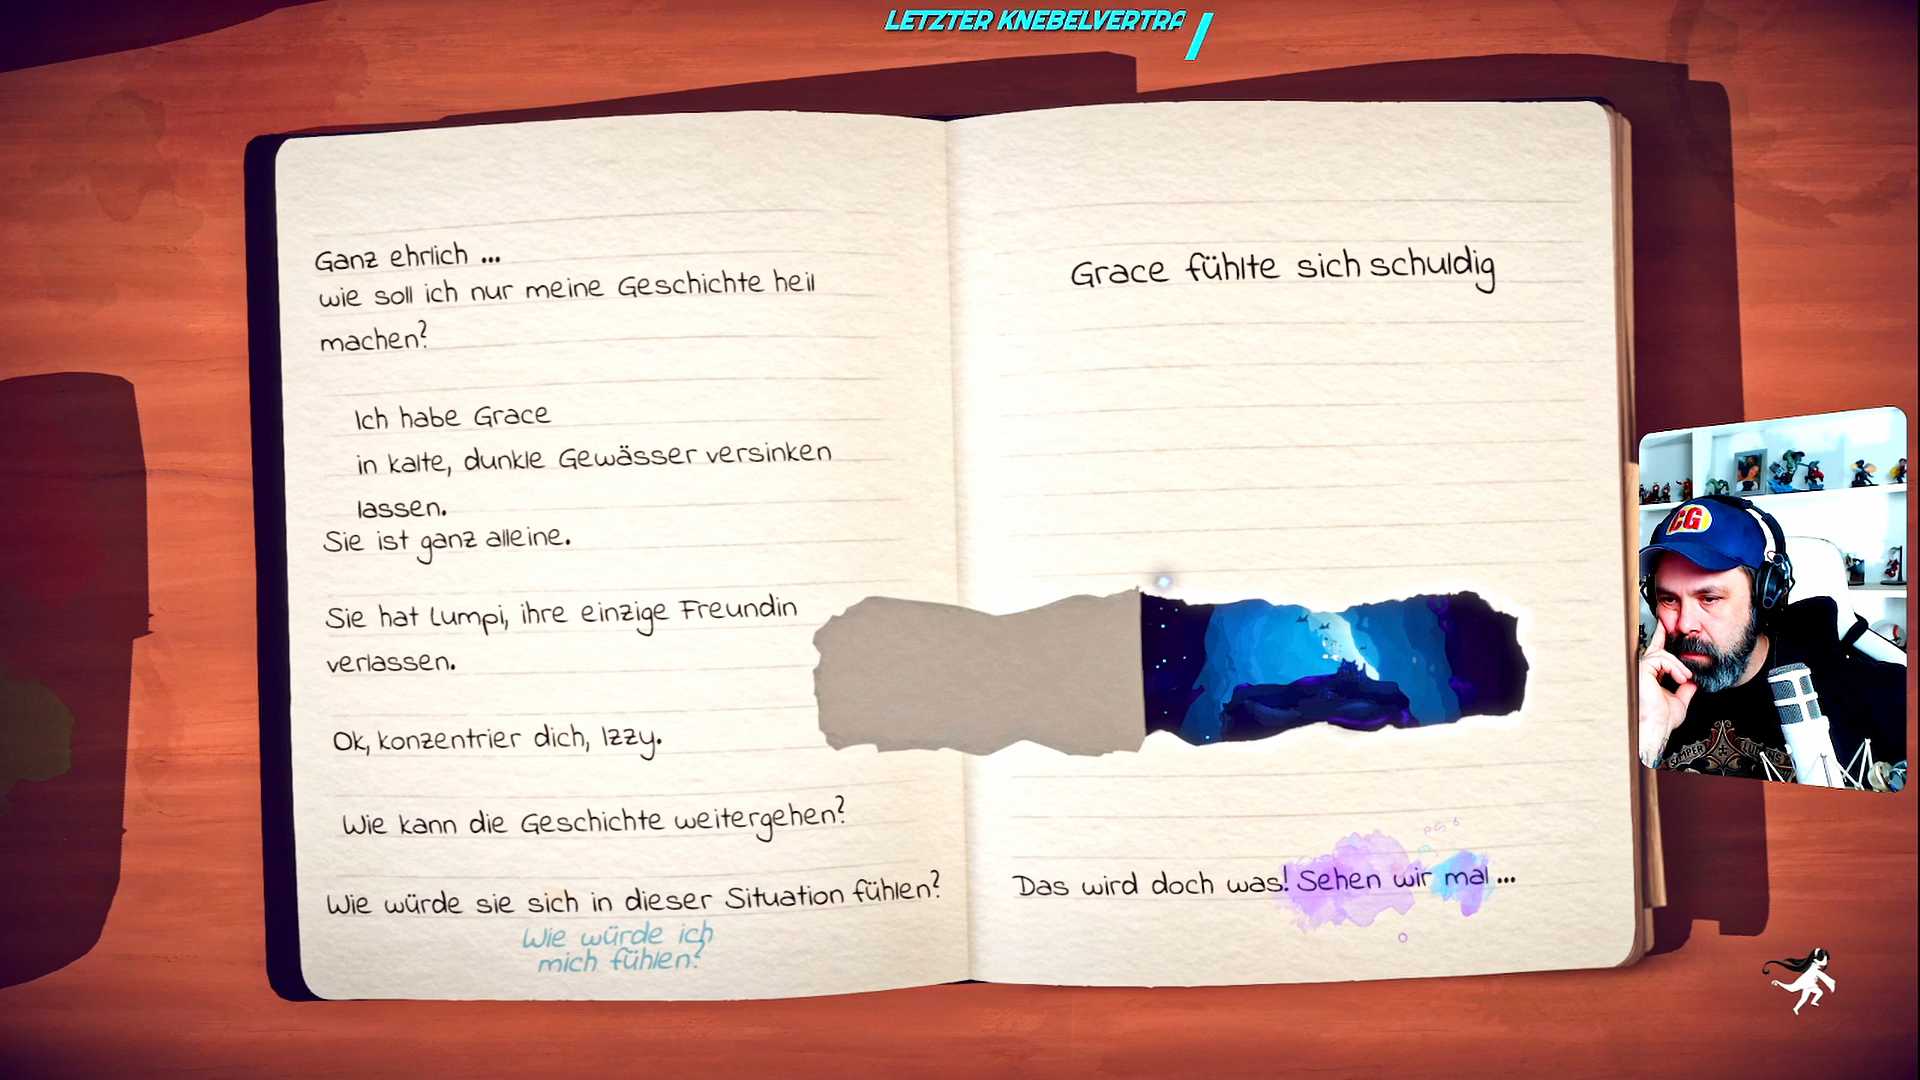 LETZTER KNEBELVERTRA
Ganz ehrlich ...
wie soll ich nur meine Geschichte heil
machen?
Ich habe Grace
in kalte, dunkle Gewässer versinken
lassen.
Sie ist ganz alleine.
Sie hat Lumpi, ihre einzige Freundin
verlassen.
Ok, konzentrier dich, Izzy.
Wie kann die Geschichte weitergehen?
Wie würde sie sich in dieser Situation fühlen?
Wie würde ich
mich fühlen?
Grace fühlte sich schuldig
Das wird doch was! Sehen wir mal ...
CG